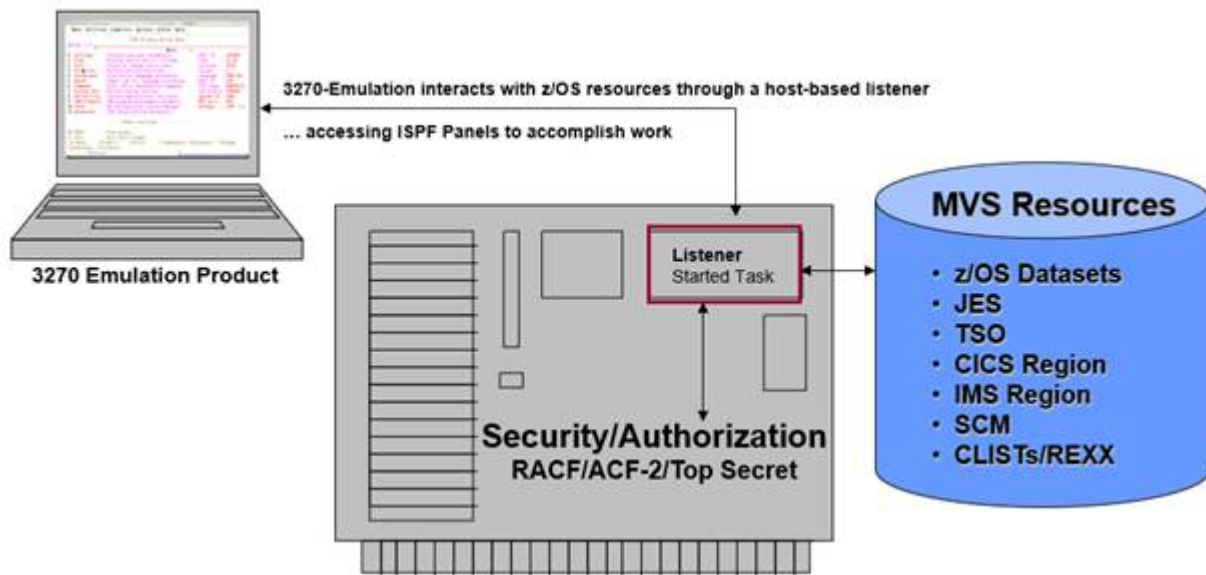 3270-Emulation interacts with z/OS resources through a host-based listener
... accessing ISPF Panels to accomplish work
3270 Emulation Product
Listener
Started Task
Security/Authorization
RACF/ACF-2/Top Secret
MVS Resources
• z/OS Datasets
• JES
• TSO
• CICS Region
• IMS Region
• SCM
• CLISTs/REXX